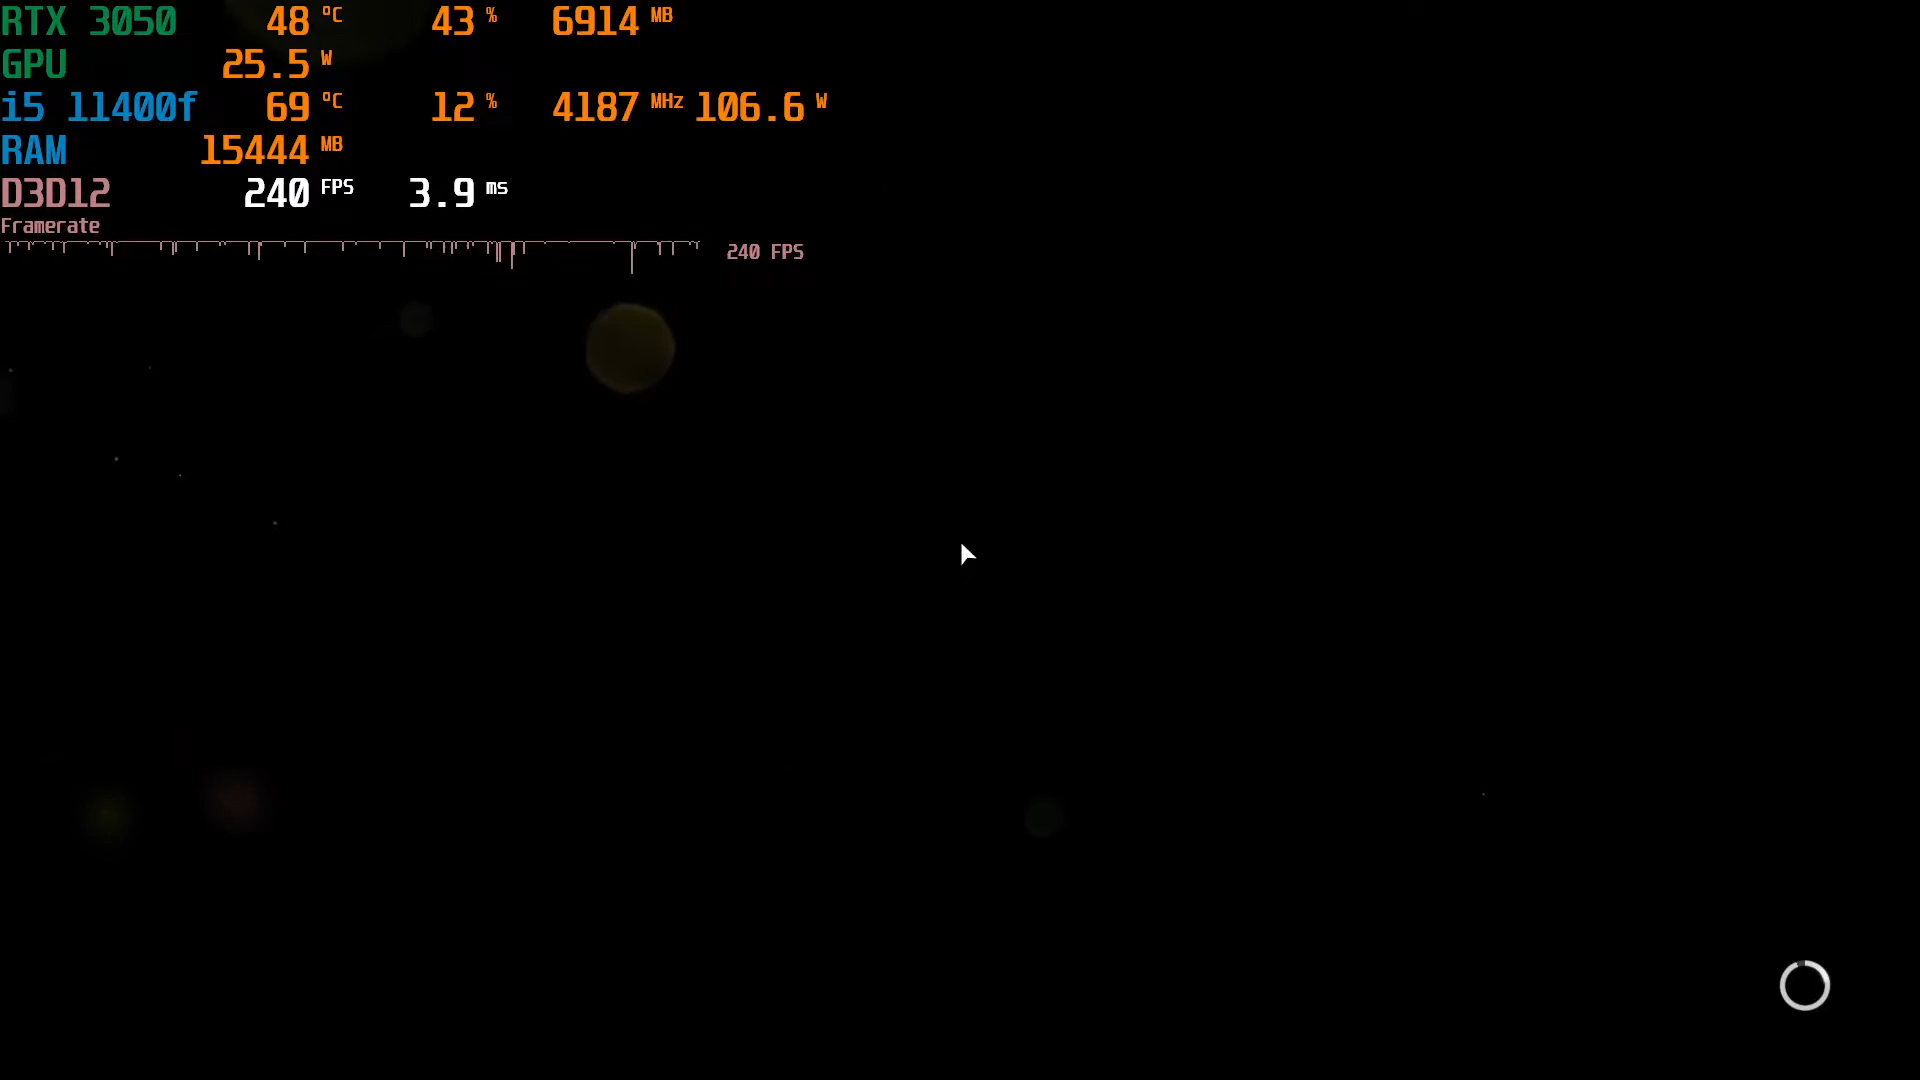 RTX 3050 48 °C 43 % 6914 MB
GPU 25.5 W
i5 11400f 69 °C 12 % 4187 MHz 106.6 W
RAM 15444 MB
D3D12 240 FPS 3.9 ms
Framerate
240 FPS